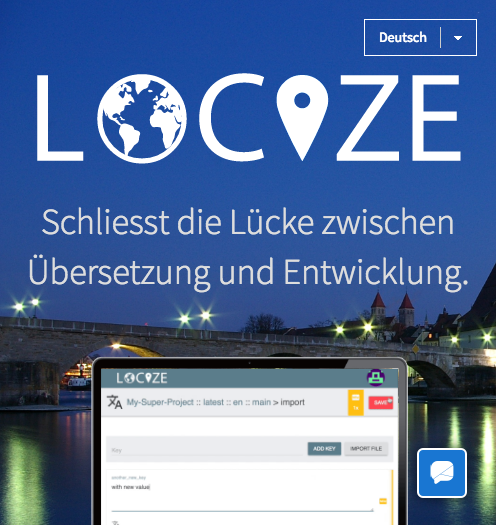 Deutsch
LOCIZE
Schliesst die Lücke zwischen
Übersetzung und Entwicklung.
LOCIZE
My-Super-Project :: latest :: en :: main > import
SAVE
Key
ADD KEY
IMPORT FILE
another_new_key
with new value